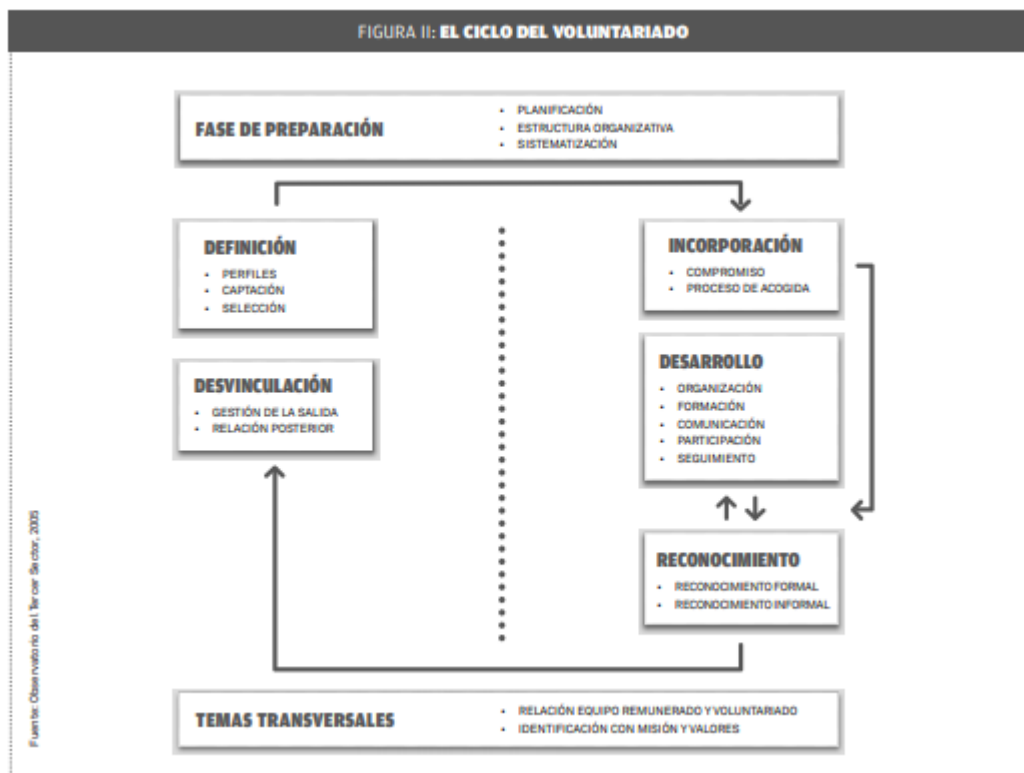 FIGURA II: EL CICLO DEL VOLUNTARIADO
FASE DE PREPARACIÓN
• PLANIFICACIÓN
• ESTRUCTURA ORGANIZATIVA
• SISTEMATIZACIÓN
DEFINICIÓN
• PERFILES
• CAPTACIÓN
• SELECCIÓN
INCORPORACIÓN
• COMPROMISO
• PROCESO DE ACOGIDA
DESARROLLO
• ORGANIZACIÓN
• FORMACIÓN
• COMUNICACIÓN
• PARTICIPACIÓN
• SEGUIMIENTO
DESVINCULACIÓN
• GESTIÓN DE LA SALIDA
• RELACIÓN POSTERIOR
RECONOCIMIENTO
• RECONOCIMIENTO FORMAL
• RECONOCIMIENTO INFORMAL
TEMAS TRANSVERSALES
• RELACIÓN EQUIPO REMUNERADO Y VOLUNTARIADO
• IDENTIFICACIÓN CON MISIÓN Y VALORES
Fuente: Observatorio del Tercer Sector, 2005